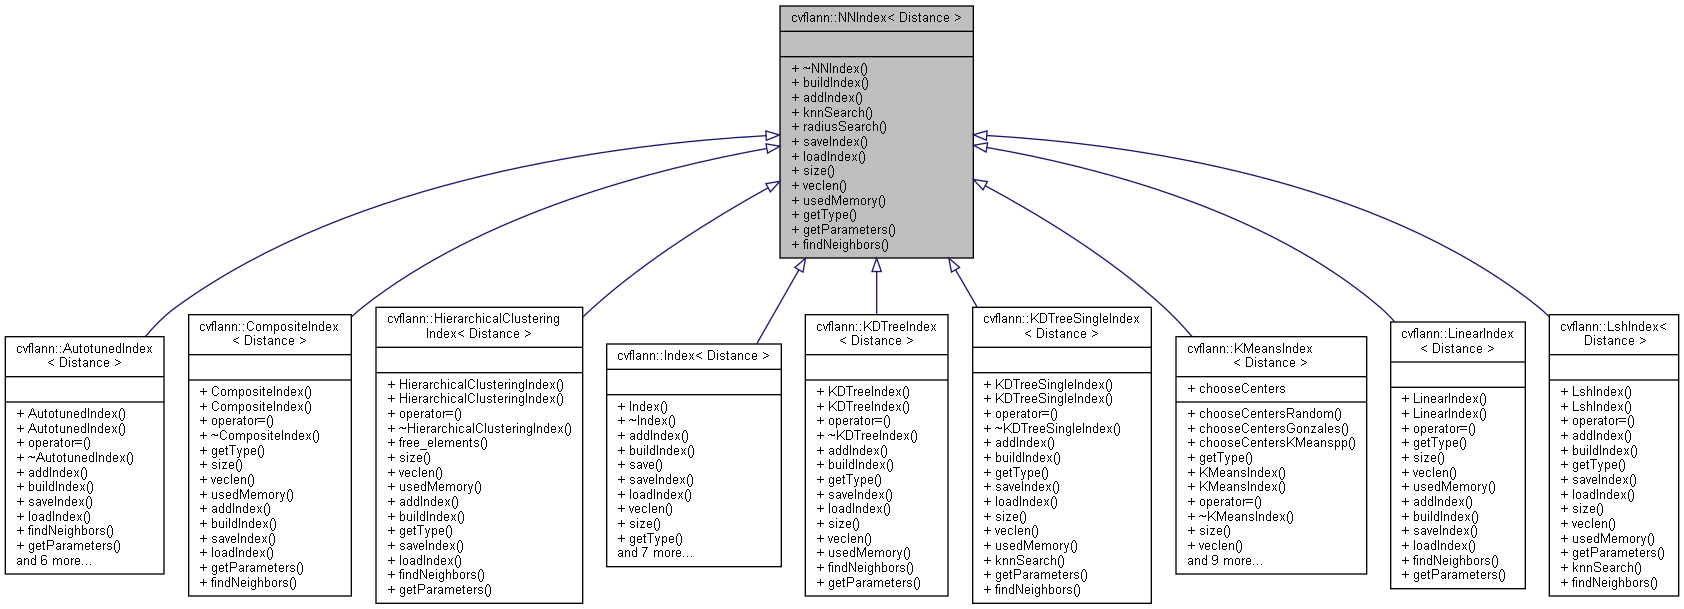 cvflann::NNIndex< Distance >
+ ~NNIndex()
+ buildIndex()
+ addIndex()
+ knnSearch()
+ radiusSearch()
+ saveIndex()
+ loadIndex()
+ size()
+ veclen()
+ usedMemory()
+ getType()
+ getParameters()
+ findNeighbors()
cvflann::AutotunedIndex
< Distance >
+ AutotunedIndex()
+ AutotunedIndex()
+ operator=()
+ ~AutotunedIndex()
+ addIndex()
+ buildIndex()
+ saveIndex()
+ loadIndex()
+ findNeighbors()
+ getParameters()
and 6 more...
cvflann::CompositeIndex
< Distance >
+ CompositeIndex()
+ CompositeIndex()
+ operator=()
+ ~CompositeIndex()
+ getType()
+ size()
+ veclen()
+ usedMemory()
+ addIndex()
+ buildIndex()
+ saveIndex()
+ loadIndex()
+ getParameters()
+ findNeighbors()
cvflann::HierarchicalClustering
Index< Distance >
+ HierarchicalClusteringIndex()
+ HierarchicalClusteringIndex()
+ operator=()
+ ~HierarchicalClusteringIndex()
+ free_elements()
+ size()
+ veclen()
+ usedMemory()
+ addIndex()
+ buildIndex()
+ getType()
+ saveIndex()
+ loadIndex()
+ findNeighbors()
+ getParameters()
cvflann::Index< Distance >
+ Index()
+ ~Index()
+ addIndex()
+ buildIndex()
+ save()
+ saveIndex()
+ loadIndex()
+ veclen()
+ size()
+ getType()
and 7 more...
cvflann::KDTreeIndex
< Distance >
+ KDTreeIndex()
+ KDTreeIndex()
+ operator=()
+ ~KDTreeIndex()
+ addIndex()
+ buildIndex()
+ getType()
+ saveIndex()
+ loadIndex()
+ size()
+ veclen()
+ usedMemory()
+ findNeighbors()
+ getParameters()
cvflann::KDTreeSingleIndex
< Distance >
+ KDTreeSingleIndex()
+ KDTreeSingleIndex()
+ operator=()
+ ~KDTreeSingleIndex()
+ addIndex()
+ buildIndex()
+ getType()
+ saveIndex()
+ loadIndex()
+ size()
+ veclen()
+ usedMemory()
+ knnSearch()
+ getParameters()
+ findNeighbors()
cvflann::KMeansIndex
< Distance >
+ chooseCenters
+ chooseCentersRandom()
+ chooseCentersGonzales()
+ chooseCentersKMeanspp()
+ getType()
+ KMeansIndex()
+ KMeansIndex()
+ operator=()
+ ~KMeansIndex()
+ size()
+ veclen()
and 9 more...
cvflann::LinearIndex
< Distance >
+ LinearIndex()
+ LinearIndex()
+ operator=()
+ getType()
+ size()
+ veclen()
+ usedMemory()
+ addIndex()
+ buildIndex()
+ saveIndex()
+ loadIndex()
+ findNeighbors()
+ getParameters()
cvflann::LshIndex<
Distance >
+ LshIndex()
+ LshIndex()
+ operator=()
+ addIndex()
+ buildIndex()
+ getType()
+ saveIndex()
+ loadIndex()
+ size()
+ veclen()
+ usedMemory()
+ getParameters()
+ knnSearch()
+ findNeighbors()